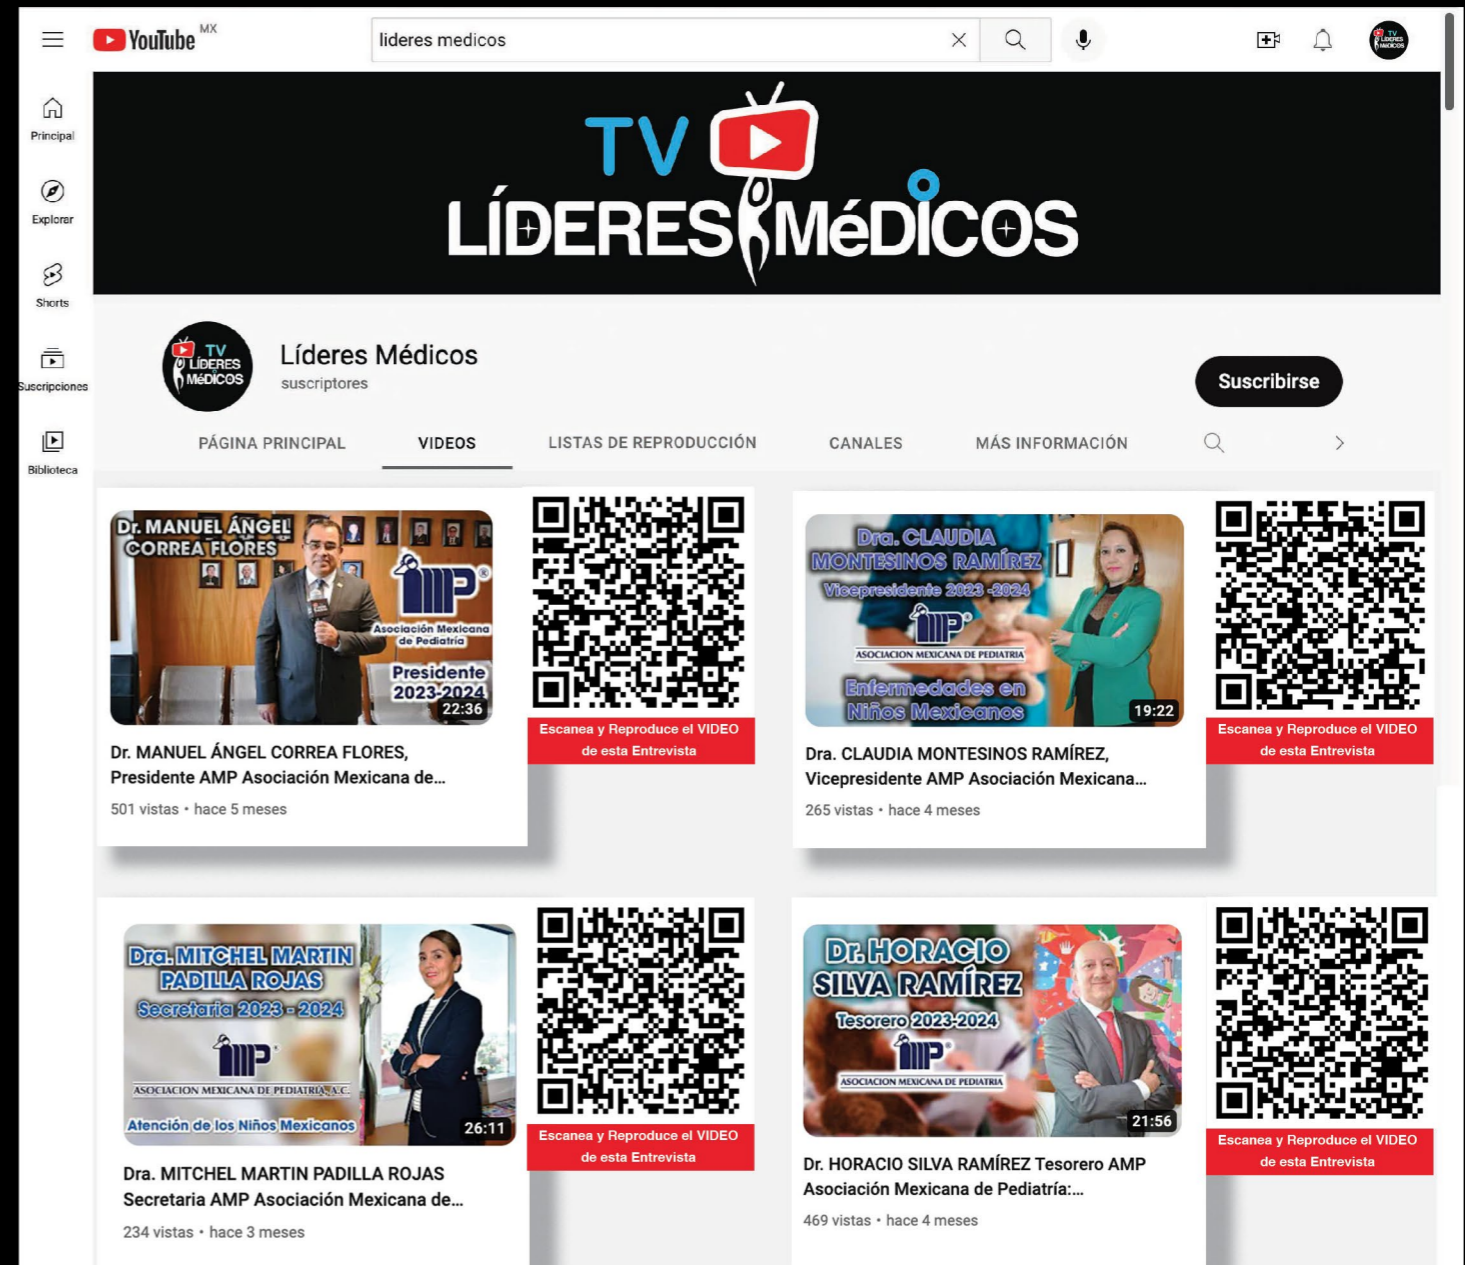 YouTube MX
lideres medicos
TV
LÍDERES MéDICOS
Principal
Explorar
Shorts
Suscripciones
Biblioteca
TV
LÍDERES
MéDICOS
Líderes Médicos
suscriptores
Suscribirse
PÁGINA PRINCIPAL VIDEOS LISTAS DE REPRODUCCIÓN CANALES MÁS INFORMACIÓN
Dr. MANUEL ÁNGEL
CORREA FLORES
AMP®
Asociación Mexicana
de Pediatría
Presidente
2023-2024
22:36
Escanea y Reproduce el VIDEO
de esta Entrevista
Dr. MANUEL ÁNGEL CORREA FLORES,
Presidente AMP Asociación Mexicana de...
501 vistas • hace 5 meses
Dra. CLAUDIA
MONTESINOS RAMÍREZ
Vicepresidente 2023 -2024
AMP®
ASOCIACION MEXICANA DE PEDIATRIA
Enfermedades en
Niños Mexicanos
19:22
Escanea y Reproduce el VIDEO
de esta Entrevista
Dra. CLAUDIA MONTESINOS RAMÍREZ,
Vicepresidente AMP Asociación Mexicana...
265 vistas • hace 4 meses
Dra. MITCHEL MARTIN
PADILLA ROJAS
Secretaria 2023 - 2024
AMP®
ASOCIACION MEXICANA DE PEDIATRIA, A.C.
Atención de los Niños Mexicanos
26:11
Escanea y Reproduce el VIDEO
de esta Entrevista
Dra. MITCHEL MARTIN PADILLA ROJAS
Secretaria AMP Asociación Mexicana de...
234 vistas • hace 3 meses
Dr. HORACIO
SILVA RAMÍREZ
Tesorero 2023-2024
AMP®
ASOCIACION MEXICANA DE PEDIATRIA
21:56
Escanea y Reproduce el VIDEO
de esta Entrevista
Dr. HORACIO SILVA RAMÍREZ Tesorero AMP
Asociación Mexicana de Pediatría:...
469 vistas • hace 4 meses